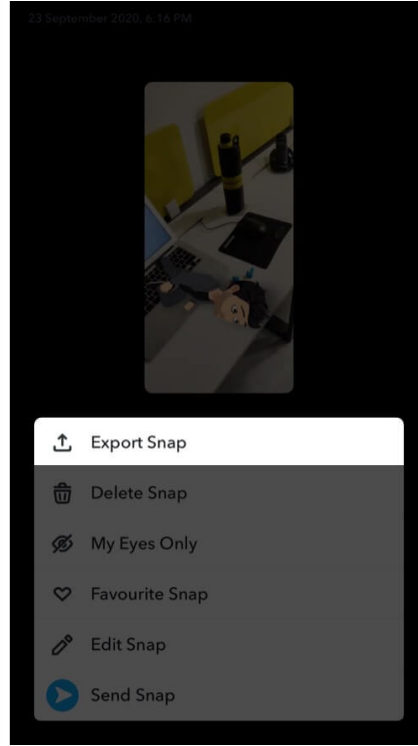 23 September 2020, 6:16 PM
Export Snap
Delete Snap
My Eyes Only
Favourite Snap
Edit Snap
Send Snap